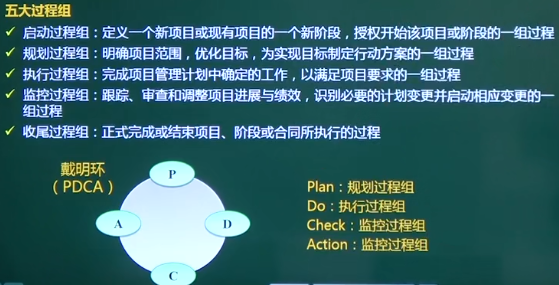 五大过程组
✓ 启动过程组：定义一个新项目或现有项目的一个新阶段，授权开始该项目或阶段的一组过程
✓ 规划过程组：明确项目范围，优化目标，为实现目标制定行动方案的一组过程
✓ 执行过程组：完成项目管理计划中确定的工作，以满足项目要求的一组过程
✓ 监控过程组：跟踪、审查和调整项目进展与绩效，识别必要的计划变更并启动相应变更的一
组过程
✓ 收尾过程组：正式完成或结束项目、阶段或合同所执行的过程
戴明环
（PDCA）
P
A
D
C
Plan：规划过程组
Do：执行过程组
Check：监控过程组
Action：监控过程组